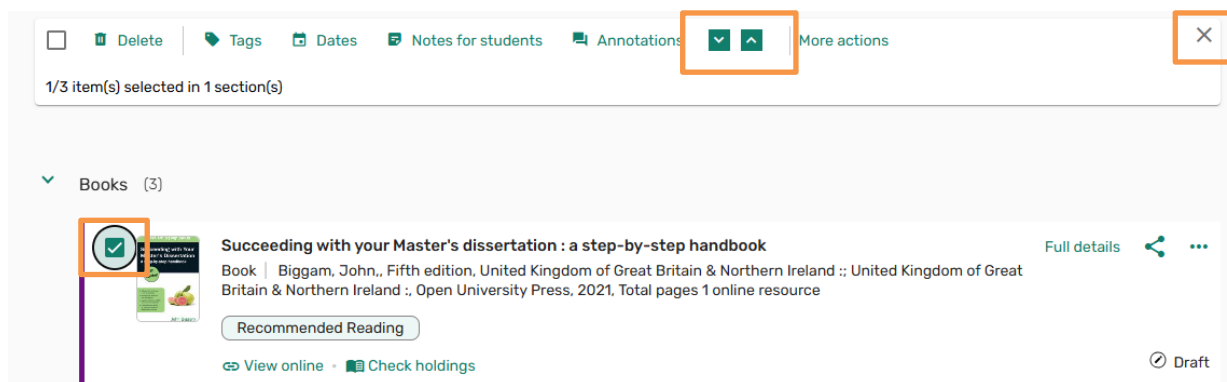 Delete Tags Dates Notes for students Annotations More actions
1/3 item(s) selected in 1 section(s)
Books (3)
Succeeding with your Master's dissertation : a step-by-step handbook Full details
Book | Biggam, John,, Fifth edition, United Kingdom of Great Britain & Northern Ireland :; United Kingdom of Great
Britain & Northern Ireland :, Open University Press, 2021, Total pages 1 online resource
Recommended Reading
View online · Check holdings Draft